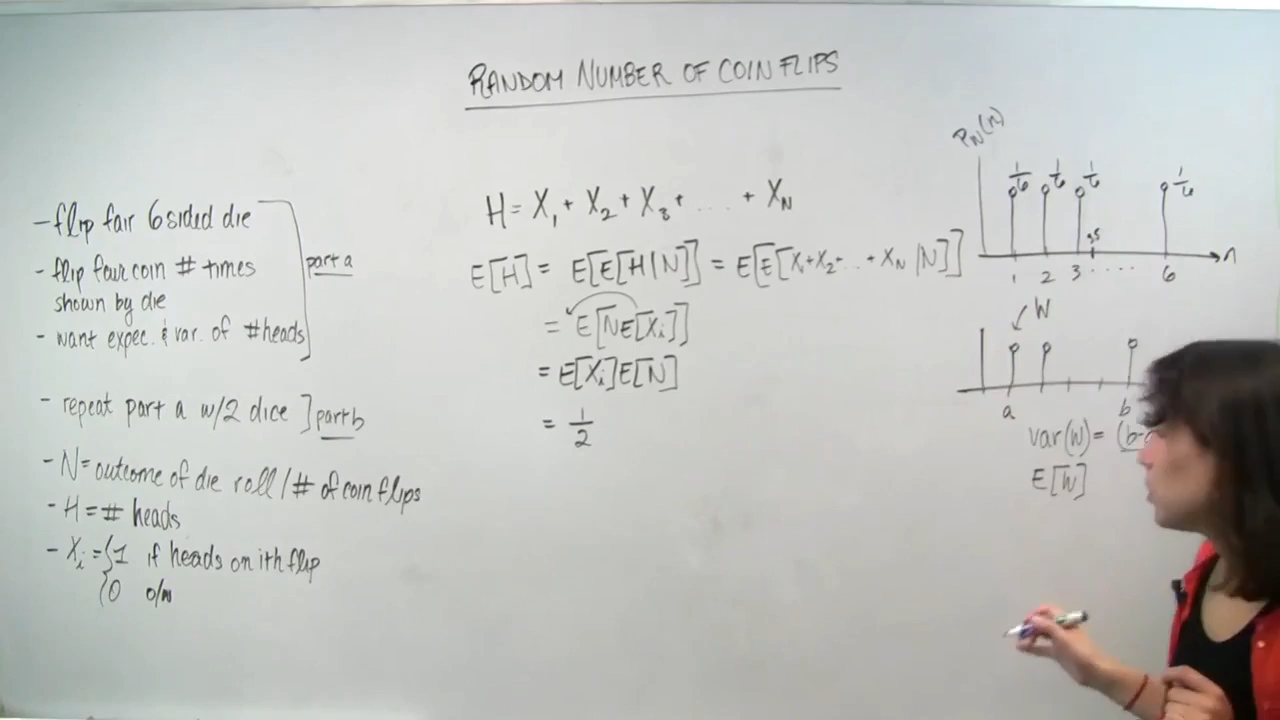 RANDOM NUMBER OF COIN FLIPS
- flip fair 6 sided die
- flip fair coin # times
shown by die
- want expec. & var. of #heads
part a
- repeat part a w/2 dice ] part b
- N = outcome of die roll / # of coin flips
- H = # heads
- Xi = { 1 if heads on ith flip
0 o/w
H = X1 + X2 + X3 + .... + XN
E[H] = E[E[H|N]] = E[E[X1+X2+...+XN|N]]
= E[NE[Xi]]
= E[Xi]E[N]
= 1/2
PN(n)
1/6 1/6 1/6 1/6
3.5
1 2 3 ..... 6 n
W
a b
var(W) = (b-
E[W]